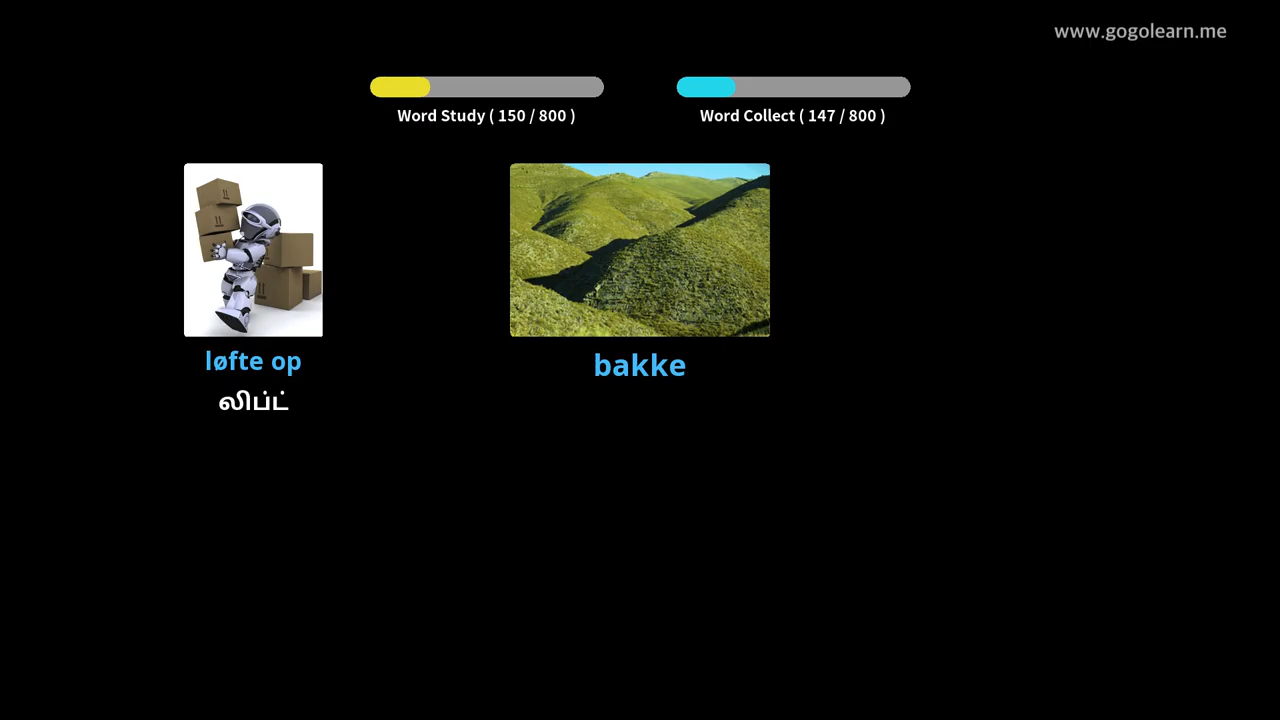 www.gogolearn.me
Word Study ( 150 / 800 )
Word Collect ( 147 / 800 )
løfte op
லிப்ட்
bakke